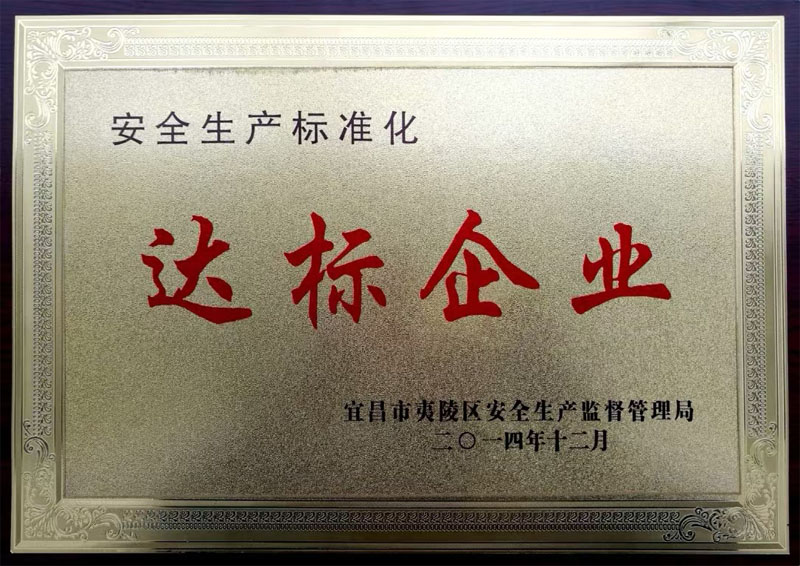 安全生产标准化
达标企业
宜昌市夷陵区安全生产监督管理局
二〇一四年十二月